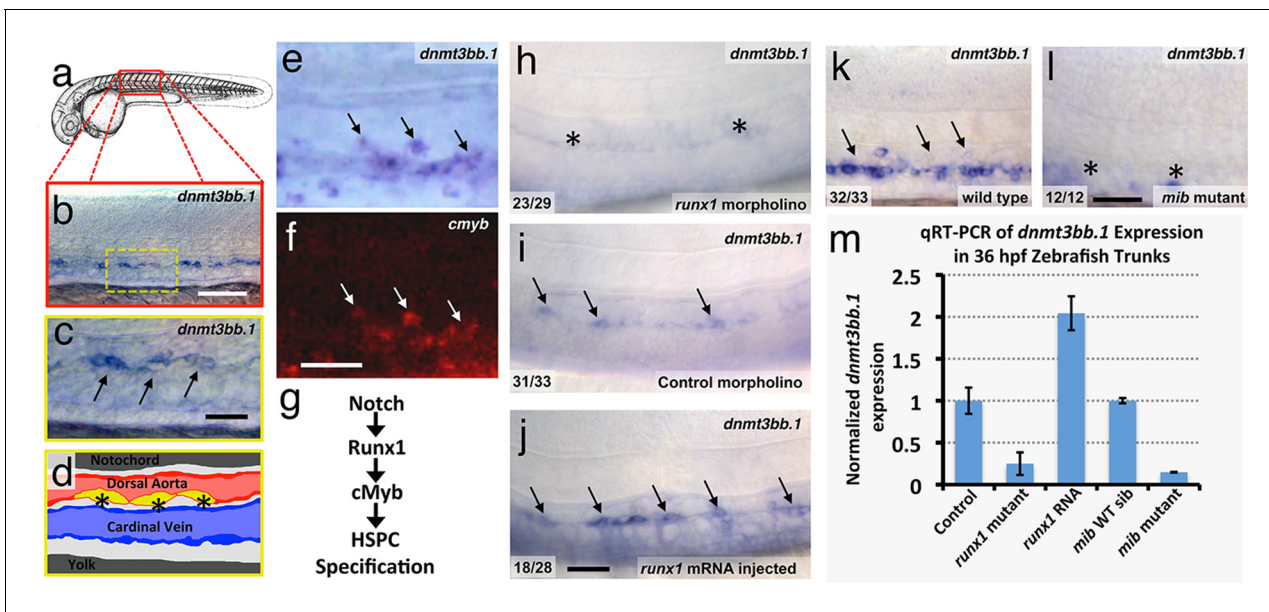 a
b
dnmt3bb.1
c
dnmt3bb.1
d
Notochord
Dorsal Aorta
* * *
Cardinal Vein
Yolk
e
dnmt3bb.1
f
cmyb
g
Notch
Runx1
cMyb
HSPC
Specification
h
dnmt3bb.1
* *
23/29
runx1 morpholino
i
dnmt3bb.1
31/33
Control morpholino
j
dnmt3bb.1
18/28
runx1 mRNA injected
k
dnmt3bb.1
32/33
wild type
l
dnmt3bb.1
* *
12/12
mib mutant
m
qRT-PCR of dnmt3bb.1 Expression
in 36 hpf Zebrafish Trunks
Normalized dnmt3bb.1
expression
2.5
2
1.5
1
0.5
0
Control
runx1 mutant
runx1 RNA
mib WT sib
mib mutant